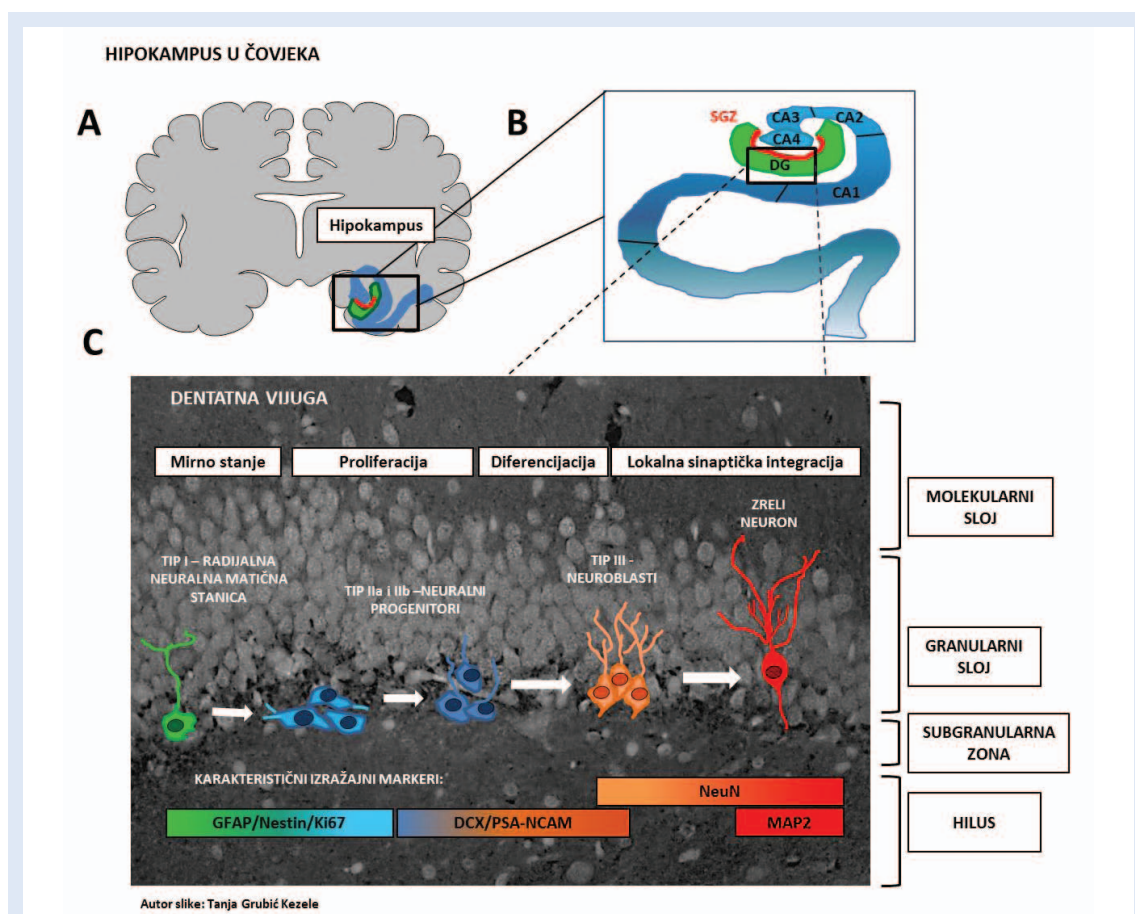 HIPOKAMPUS U ČOVJEKA
A
Hipokampus
B
SGZ
CA3
CA2
CA4
DG
CA1
C
DENTATNA VIJUGA
Mirno stanje
Proliferacija
Diferencijacija
Lokalna sinaptička integracija
ZRELI
NEURON
TIP I – RADIJALNA
NEURALNA MATIČNA
STANICA
TIP IIa i IIb –NEURALNI
PROGENITORI
TIP III -
NEUROBLASTI
MOLEKULARNI
SLOJ
GRANULARNI
SLOJ
SUBGRANULARNA
ZONA
HILUS
KARAKTERISTIČNI IZRAŽAJNI MARKERI:
NeuN
GFAP/Nestin/Ki67
DCX/PSA-NCAM
MAP2
Autor slike: Tanja Grubić Kezele